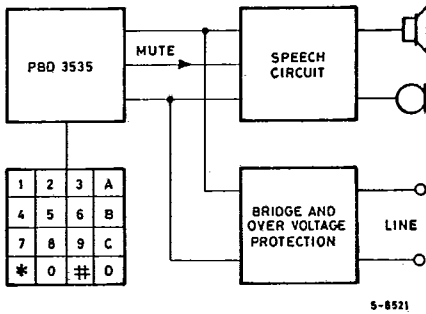 PBD 3535
MUTE
SPEECH
CIRCUIT
1 2 3 A
4 5 6 B
7 8 9 C
* 0 # D
BRIDGE AND
OVER VOLTAGE
PROTECTION
LINE
S-8521